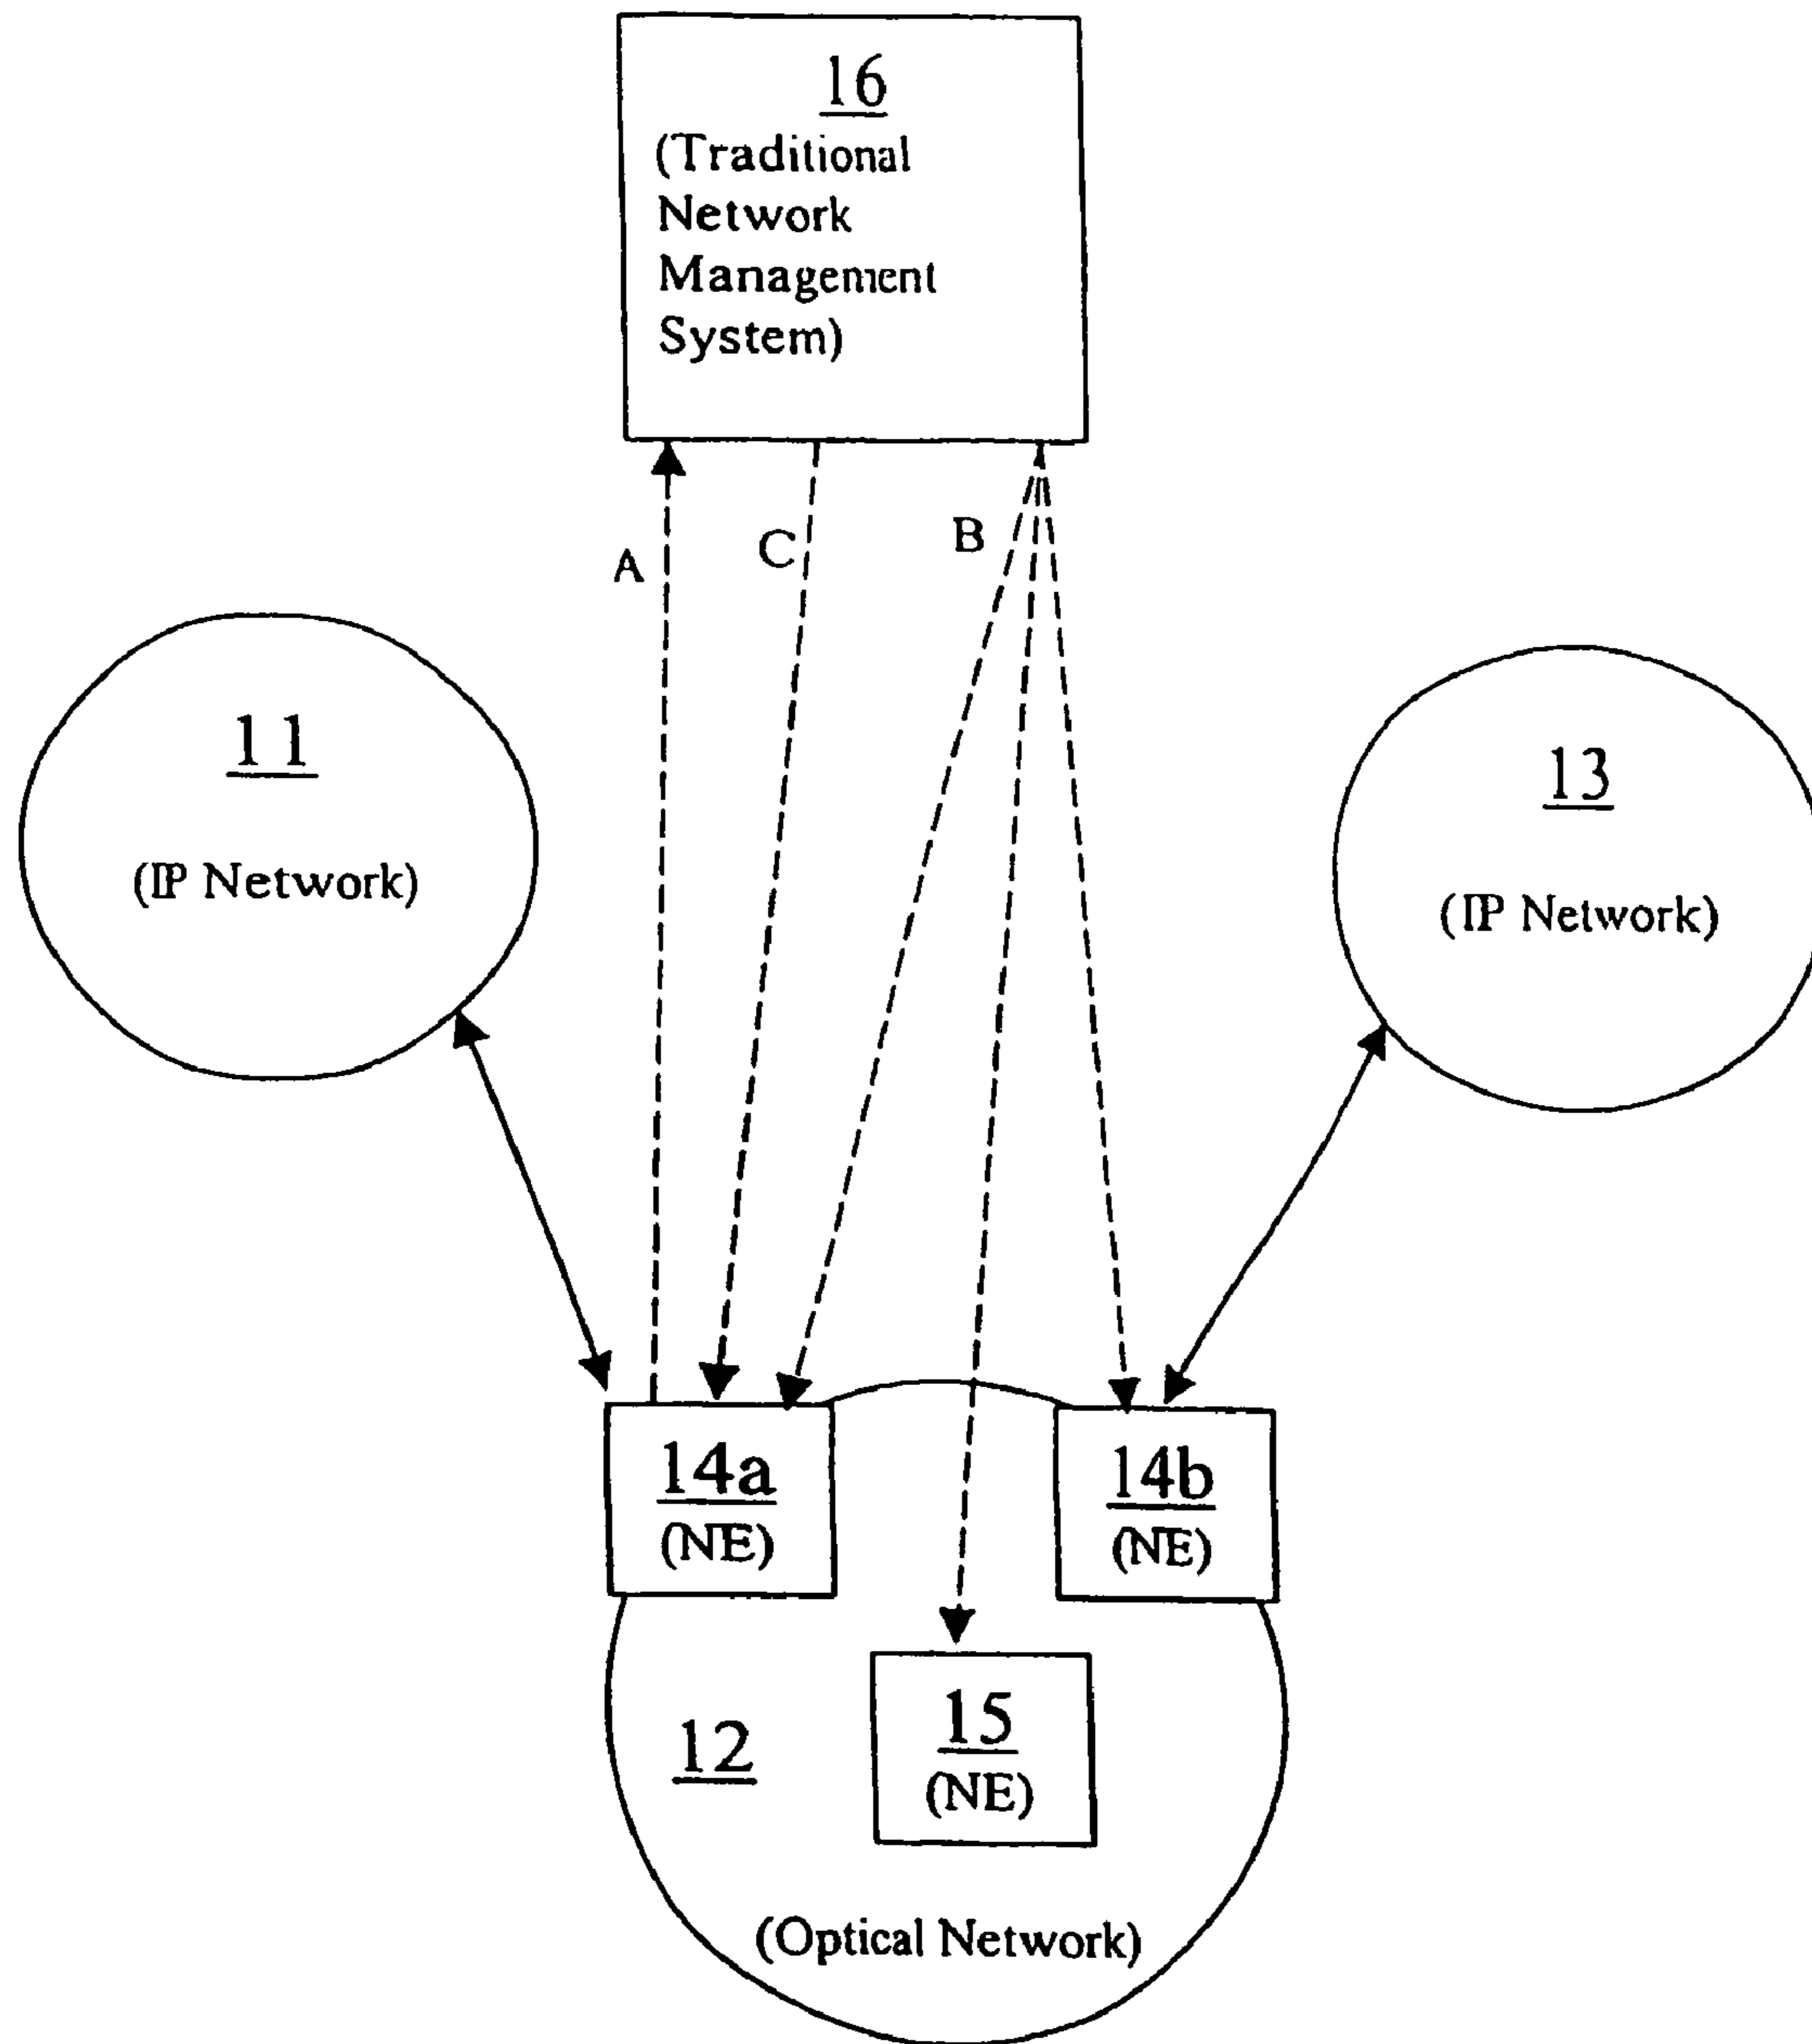 16
(Traditional
Network
Management
System)
A
C
B
11
(IP Network)
13
(IP Network)
14a
(NE)
14b
(NE)
15
(NE)
12
(Optical Network)